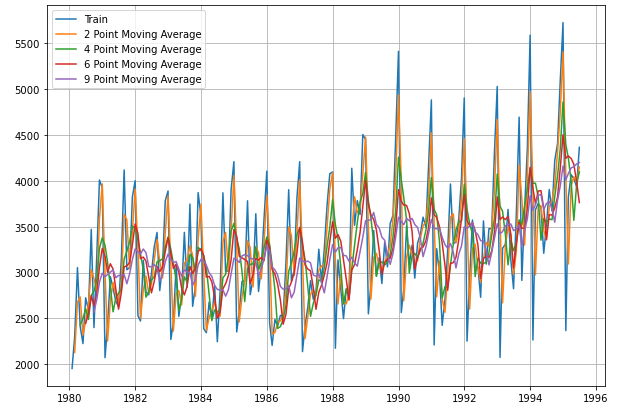 Train
2 Point Moving Average
4 Point Moving Average
6 Point Moving Average
9 Point Moving Average
5500
5000
4500
4000
3500
3000
2500
2000
1980 1982 1984 1986 1988 1990 1992 1994 1996